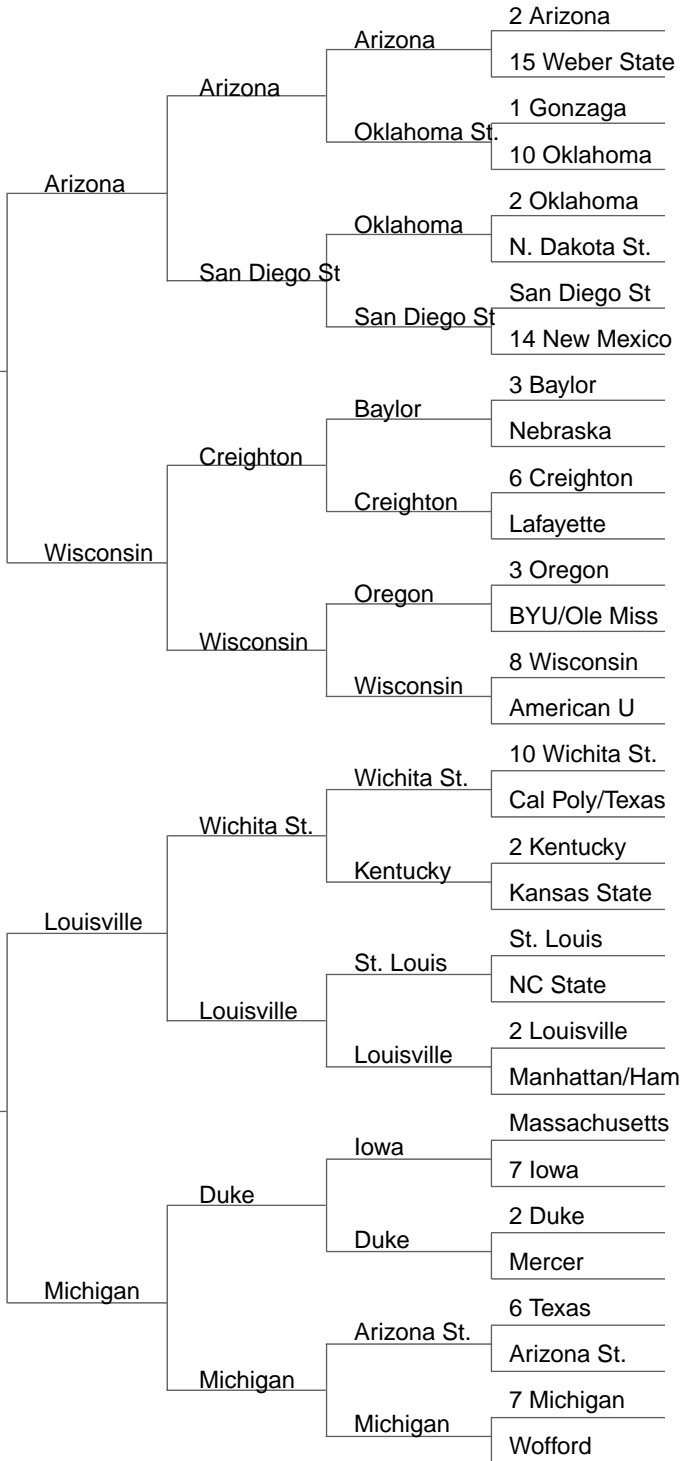 2 Arizona
Arizona
15 Weber State
Arizona
1 Gonzaga
Oklahoma St.
10 Oklahoma
Arizona
2 Oklahoma
Oklahoma
N. Dakota St.
San Diego St
San Diego St
San Diego St
14 New Mexico
3 Baylor
Baylor
Nebraska
Creighton
6 Creighton
Creighton
Lafayette
Wisconsin
3 Oregon
Oregon
BYU/Ole Miss
Wisconsin
8 Wisconsin
Wisconsin
American U
10 Wichita St.
Wichita St.
Cal Poly/Texas
Wichita St.
2 Kentucky
Kentucky
Kansas State
Louisville
St. Louis
St. Louis
NC State
Louisville
2 Louisville
Louisville
Manhattan/Ham
Massachusetts
Iowa
7 Iowa
Duke
2 Duke
Duke
Mercer
Michigan
6 Texas
Arizona St.
Arizona St.
Michigan
7 Michigan
Michigan
Wofford